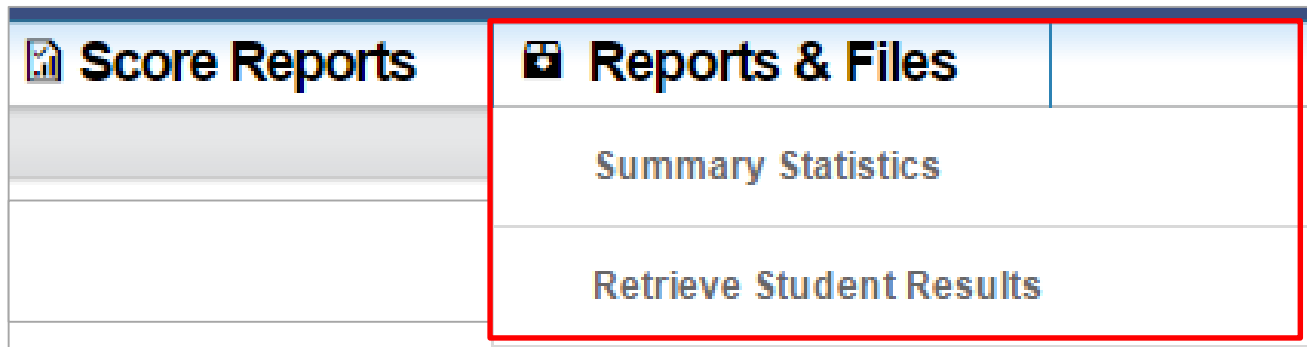 Score Reports
Reports & Files
Summary Statistics
Retrieve Student Results